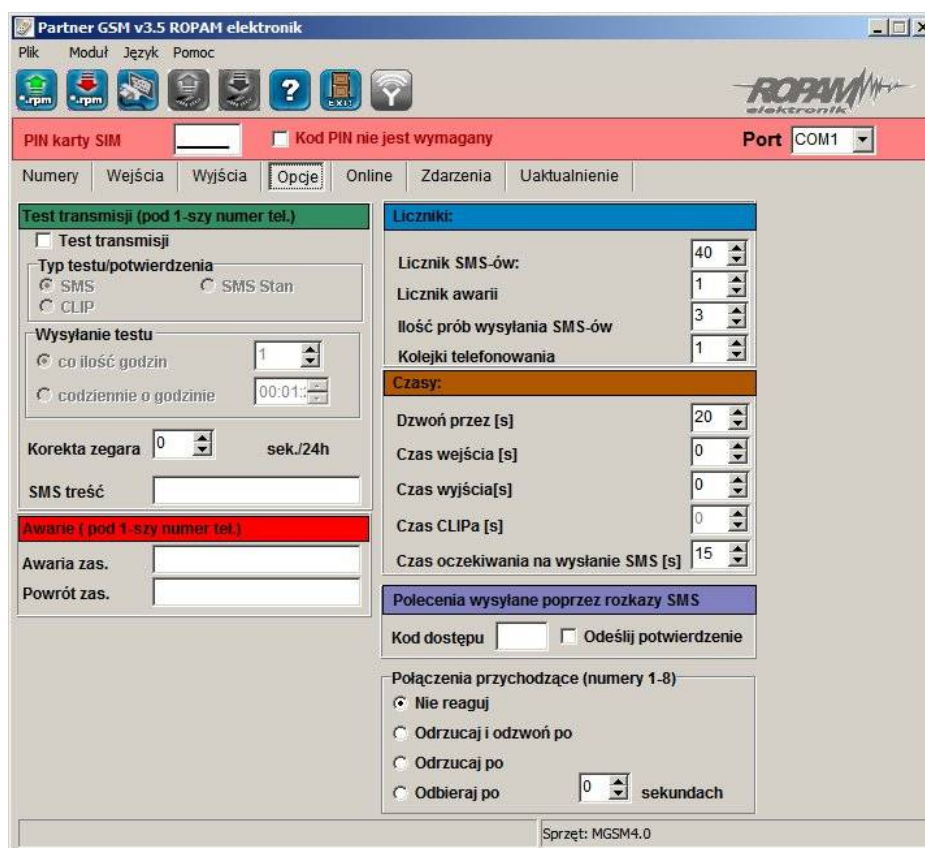 Partner GSM v3.5 ROPAM elektronik
Plik Moduł Język Pomoc
*.rpm *.rpm ? EXIT
ROPAM
elektronik
PIN karty SIM Kod PIN nie jest wymagany Port COM1
Numery Wejścia Wyjścia Opcje Online Zdarzenia Uaktualnienie
Test transmisji (pod 1-szy numer tel.)
Test transmisji
Typ testu/potwierdzenia
SMS SMS Stan
CLIP
Wysyłanie testu
co ilość godzin 1
codziennie o godzinie 00:01:
Korekta zegara 0 sek./24h
SMS treść
Awarie ( pod 1-szy numer tel.)
Awaria zas.
Powrót zas.
Liczniki:
Licznik SMS-ów: 40
Licznik awarii 1
Ilość prób wysyłania SMS-ów 3
Kolejki telefonowania 1
Czasy:
Dzwoń przez [s] 20
Czas wejścia [s] 0
Czas wyjścia[s] 0
Czas CLIPa [s] 0
Czas oczekiwania na wysłanie SMS [s] 15
Polecenia wysyłane poprzez rozkazy SMS
Kod dostępu Odeślij potwierdzenie
Połączenia przychodzące (numery 1-8)
Nie reaguj
Odrzucaj i odzwoń po
Odrzucaj po
Odbieraj po 0 sekundach
Sprzęt: MGSM4.0